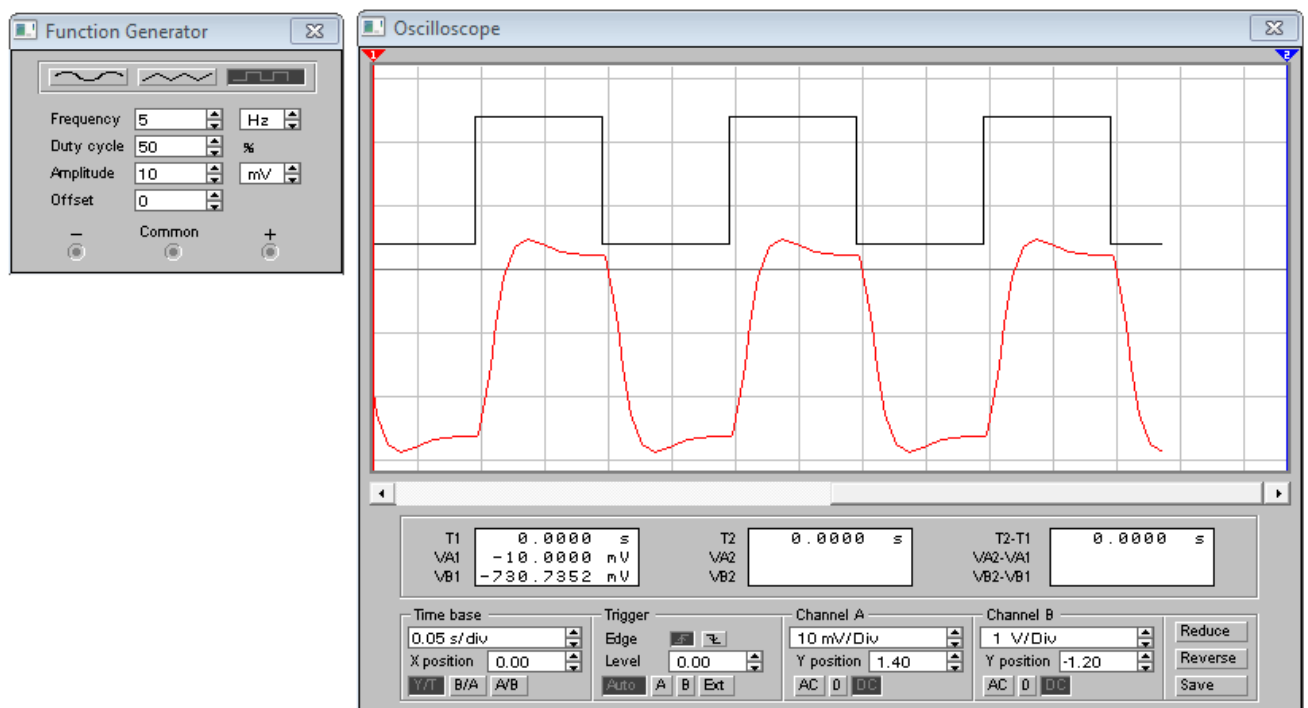 Function Generator
Frequency 5 Hz
Duty cycle 50 %
Amplitude 10 mV
Offset 0
− Common +
Oscilloscope
1 2
T1 0.0000 s
VA1 -10.0000 mV
VB1 -730.7352 mV
T2 0.0000 s
VA2
VB2
T2-T1 0.0000 s
VA2-VA1
VB2-VB1
Time base
0.05 s/div
X position 0.00
Y/T B/A A/B
Trigger
Edge
Level 0.00
Auto A B Ext
Channel A
10 mV/Div
Y position 1.40
AC 0 DC
Channel B
1 V/Div
Y position -1.20
AC 0 DC
Reduce
Reverse
Save